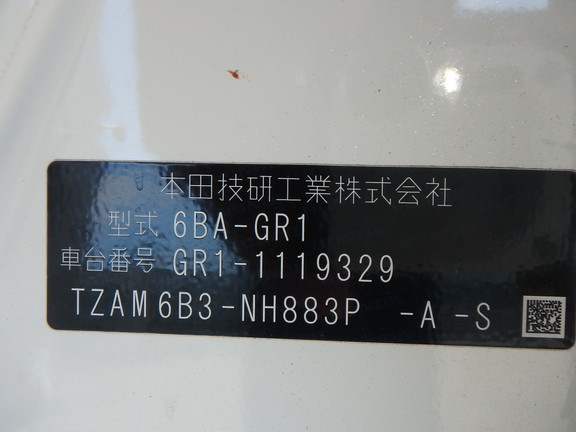 本田技研工業株式会社
型式 6BA-GR1
車台番号 GR1-1119329
TZAM6B3-NH883P -A -S